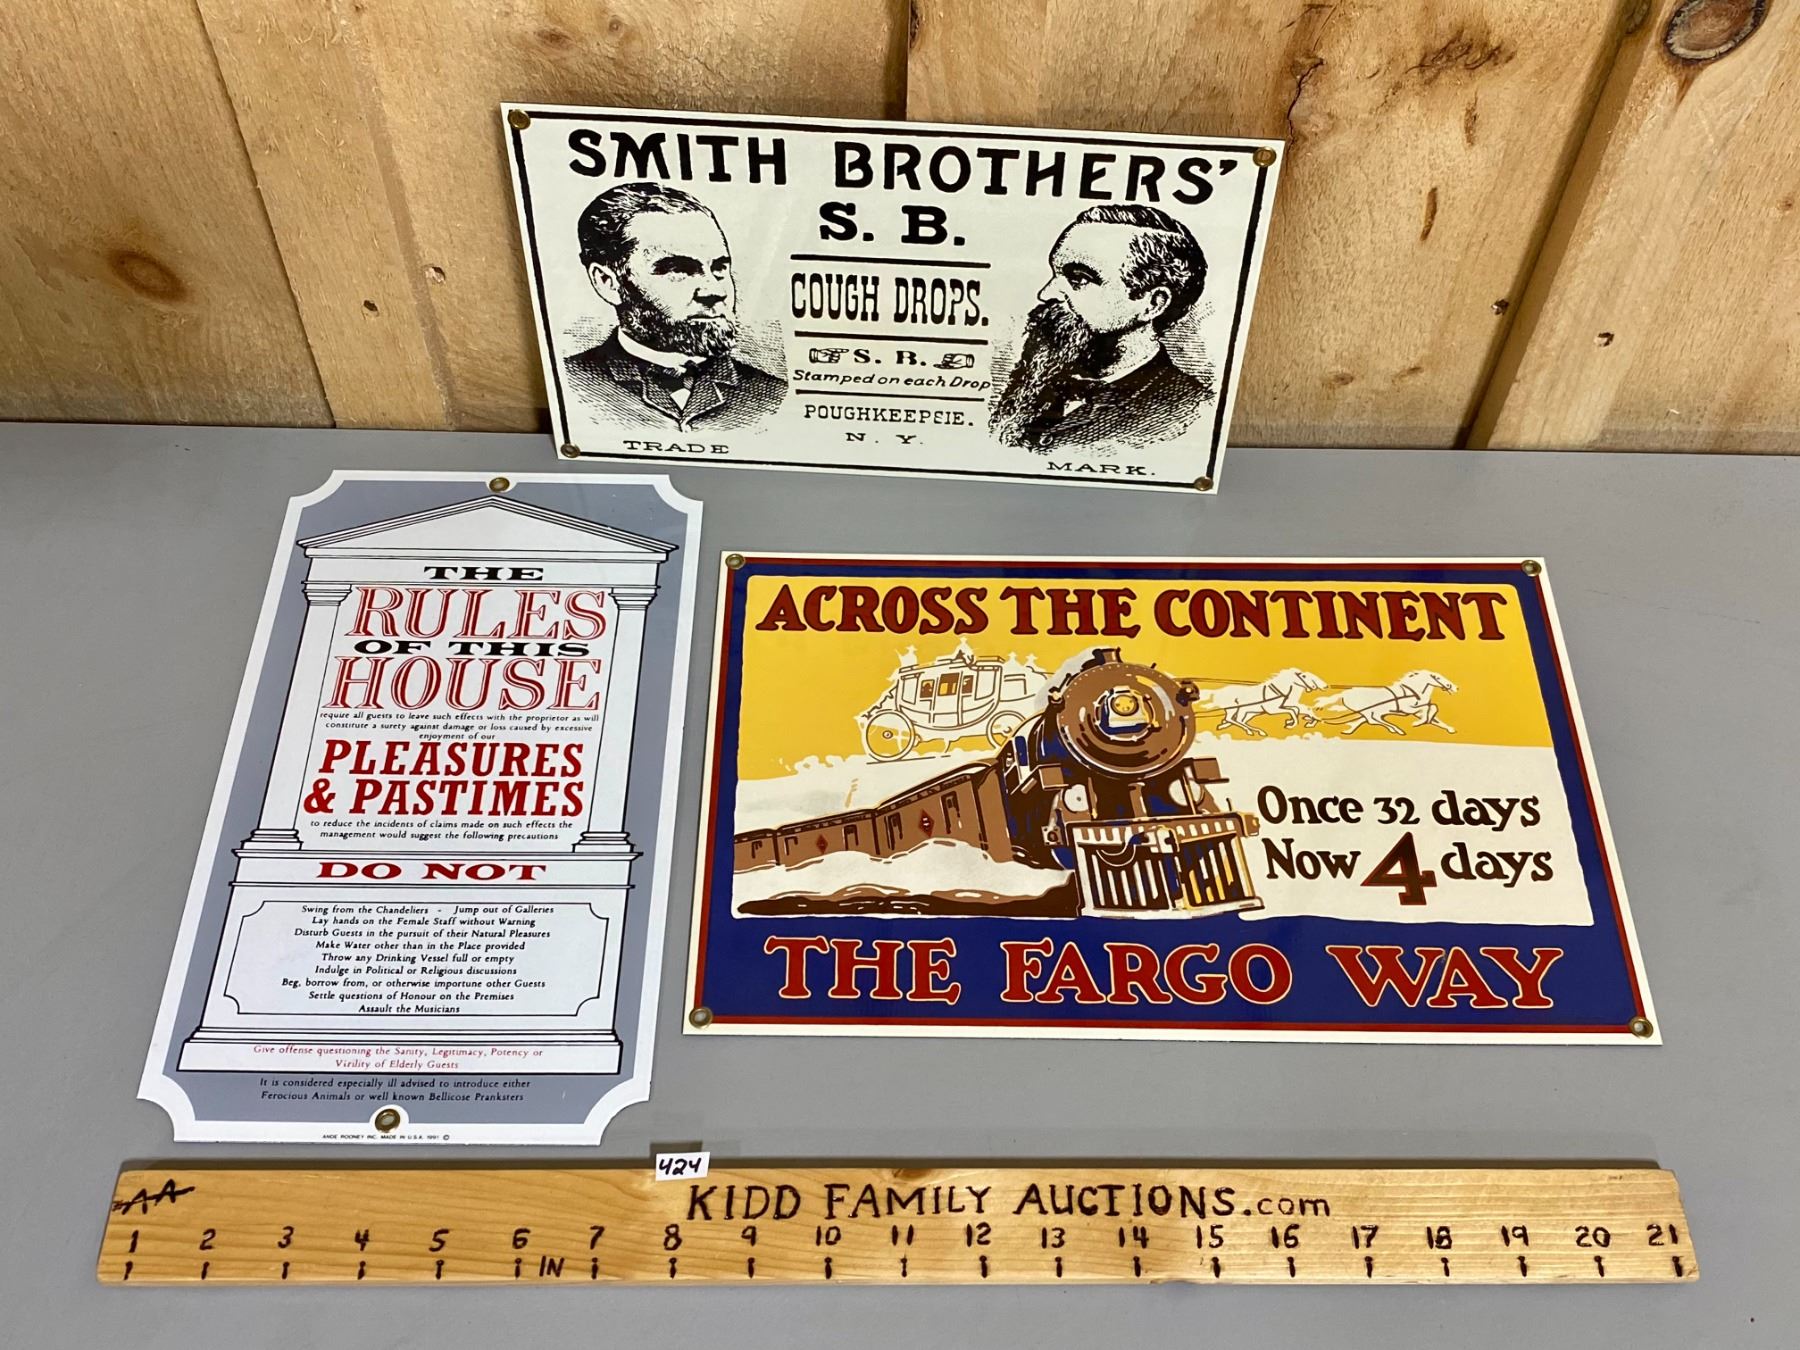 SMITH BROTHERS'
S. B.
COUGH DROPS.
S. B.
Stamped on each Drop
POUGHKEEPSIE.
N. Y.
TRADE
MARK.
THE
RULES
OF THIS
HOUSE
require all guests to leave such effects with the proprietor as will
constitute a surety against damage or loss caused by excessive
enjoyment of our
PLEASURES
& PASTIMES
to reduce the incidents of claims made on such effects the
management would suggest the following precautions
DO NOT
Swing from the Chandeliers - Jump out of Galleries
Lay hands on the Female Staff without Warning
Disturb Guests in the pursuit of their Natural Pleasures
Make Water other than in the Place provided
Throw any Drinking Vessel full or empty
Indulge in Political or Religious discussions
Beg, borrow from, or otherwise importune other Guests
Settle questions of Honour on the Premises
Assault the Musicians
Give offense questioning the Sanity, Legitimacy, Potency or
Virility of Elderly Guests
It is considered especially ill advised to introduce either
Ferocious Animals or well known Bellicose Pranksters
ANDE ROONEY INC. MADE IN U.S.A. 1991 ©
ACROSS THE CONTINENT
Once 32 days
Now 4 days
THE FARGO WAY
424
AA
KIDD FAMILY AUCTIONS.com
1 2 3 4 5 6 IN 7 8 9 10 11 12 13 14 15 16 17 18 19 20 21